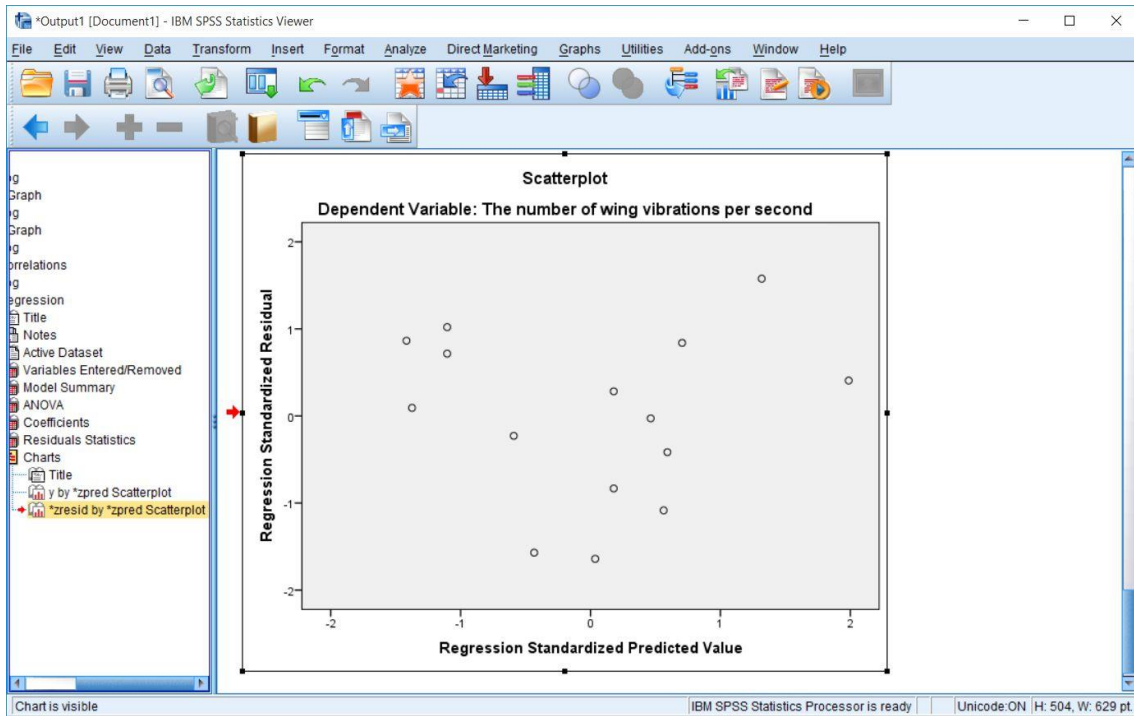 *Output1 [Document1] - IBM SPSS Statistics Viewer
File Edit View Data Transform Insert Format Analyze Direct Marketing Graphs Utilities Add-ons Window Help
og
Graph
og
Graph
og
orrelations
og
egression
Title
Notes
Active Dataset
Variables Entered/Removed
Model Summary
ANOVA
Coefficients
Residuals Statistics
Charts
Title
y by *zpred Scatterplot
*zresid by *zpred Scatterplot
Scatterplot
Dependent Variable: The number of wing vibrations per second
Regression Standardized Residual
2
1
0
-1
-2
-2 -1 0 1 2
Regression Standardized Predicted Value
Chart is visible
IBM SPSS Statistics Processor is ready Unicode:ON H: 504, W: 629 pt.